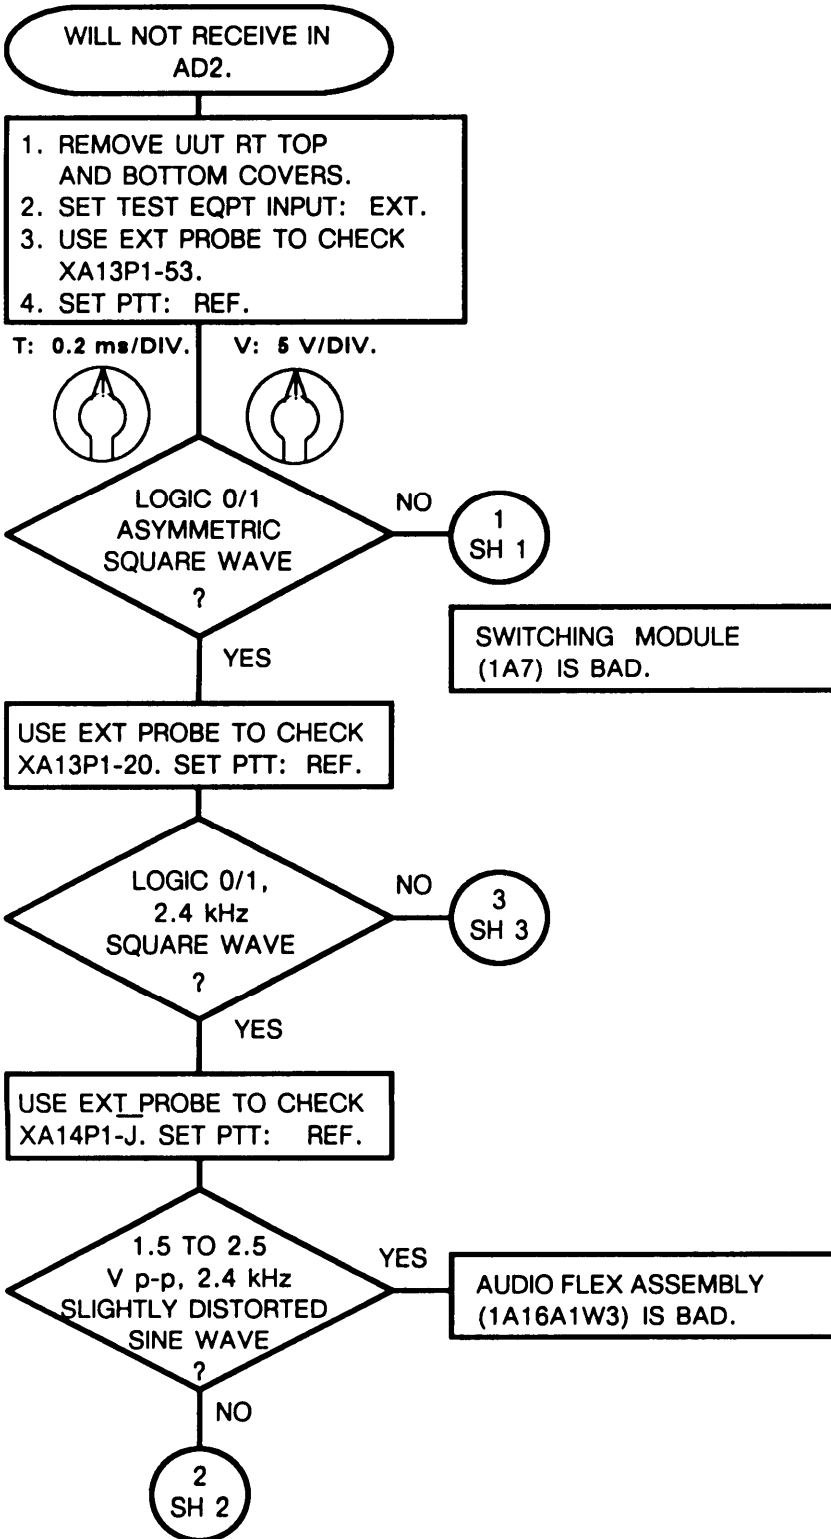 WILL NOT RECEIVE IN
AD2.
1. REMOVE UUT RT TOP
AND BOTTOM COVERS.
2. SET TEST EQPT INPUT: EXT.
3. USE EXT PROBE TO CHECK
XA13P1-53.
4. SET PTT: REF.
T: 0.2 ms/DIV. V: 5 V/DIV.
LOGIC 0/1
ASYMMETRIC
SQUARE WAVE
?
NO
1
SH 1
YES
SWITCHING MODULE
(1A7) IS BAD.
USE EXT PROBE TO CHECK
XA13P1-20. SET PTT: REF.
LOGIC 0/1,
2.4 kHz
SQUARE WAVE
?
NO
3
SH 3
YES
USE EXT PROBE TO CHECK
XA14P1-J. SET PTT: REF.
1.5 TO 2.5
V p-p, 2.4 kHz
SLIGHTLY DISTORTED
SINE WAVE
?
YES
AUDIO FLEX ASSEMBLY
(1A16A1W3) IS BAD.
NO
2
SH 2